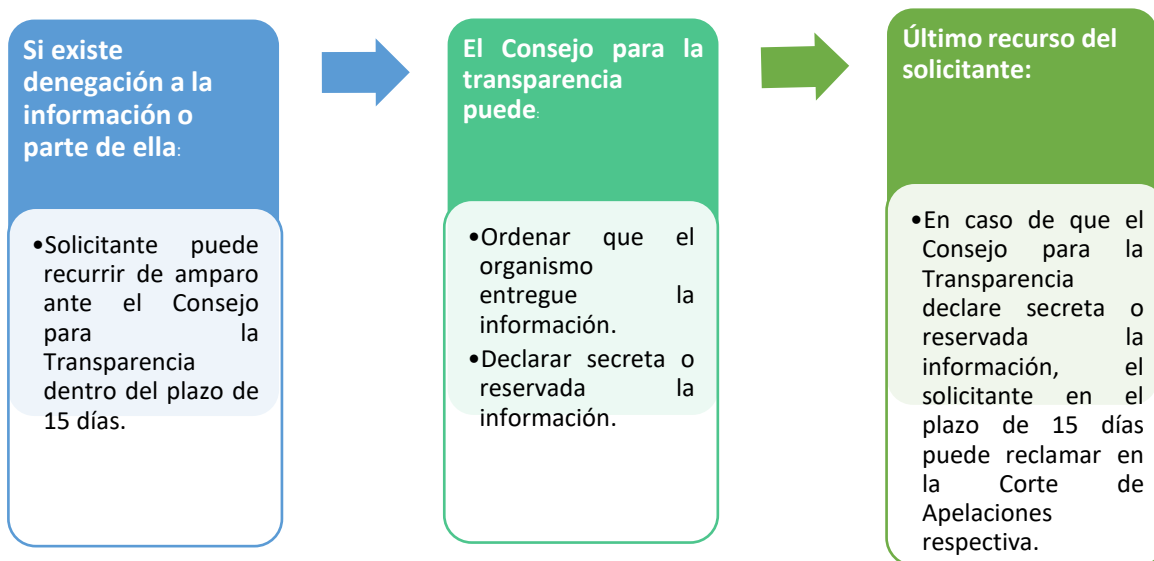 Si existe
denegación a la
información o
parte de ella:
•Solicitante puede
recurrir de amparo
ante el Consejo
para la
Transparencia
dentro del plazo de
15 días.
El Consejo para la
transparencia
puede:
•Ordenar que el
organismo
entregue la
información.
•Declarar secreta o
reservada la
información.
Último recurso del
solicitante:
•En caso de que el
Consejo para la
Transparencia
declare secreta o
reservada la
información, el
solicitante en el
plazo de 15 días
puede reclamar en
la Corte de
Apelaciones
respectiva.